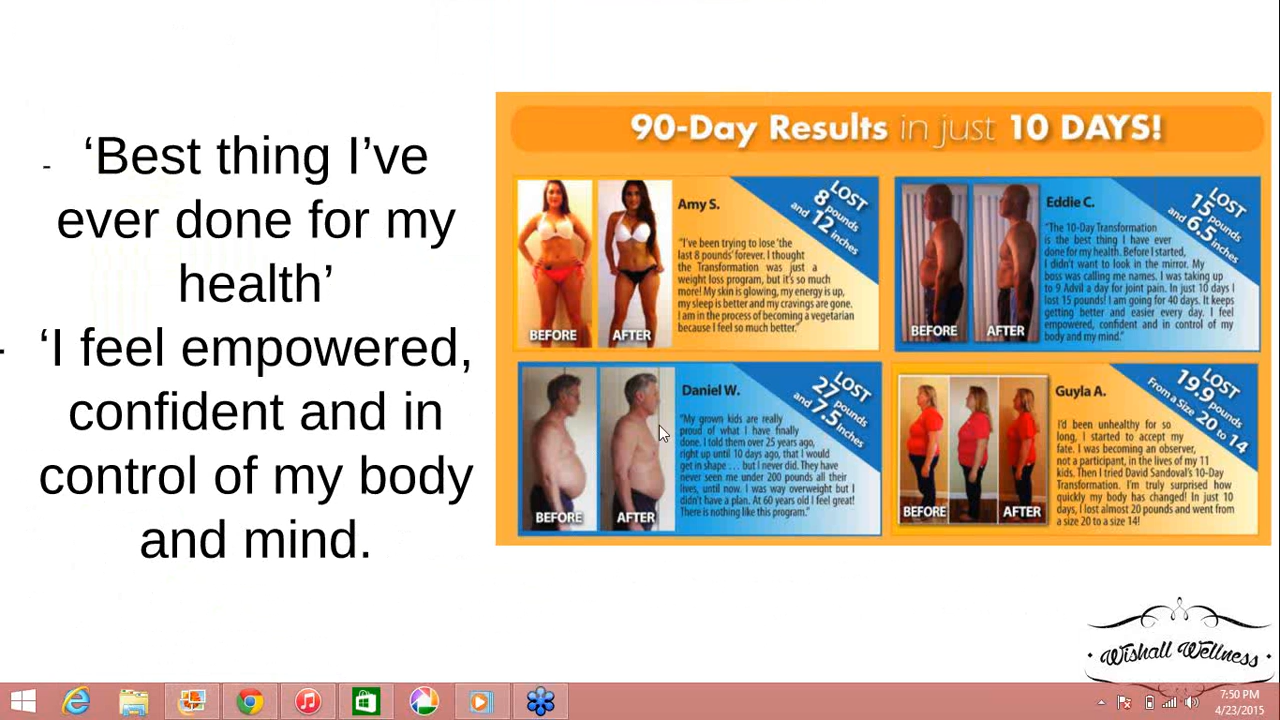 - ‘Best thing I’ve
ever done for my
health’
- ‘I feel empowered,
confident and in
control of my body
and mind.
90-Day Results in just 10 DAYS!
BEFORE
AFTER
Amy S.
LOST
8 pounds
and 12 inches
"I've been trying to lose 'the
last 8 pounds' forever. I thought
the Transformation was just a
weight loss program, but it's so much
more! My skin is glowing, my energy is up,
my sleep is better and my cravings are gone.
I am in the process of becoming a vegetarian
because I feel so much better."
BEFORE
AFTER
Eddie C.
LOST
15 pounds
and 6.5 inches
"The 10-Day Transformation
is the best thing I have ever
done for my health. Before I started,
I didn't want to look in the mirror. My
boss was calling me names. I was taking up
to 9 Advil a day for joint pain. In just 10 days I
lost 15 pounds! I am going for 40 days. It keeps
getting better and easier every day. I feel
empowered, confident and in control of my
body and my mind."
BEFORE
AFTER
Daniel W.
LOST
27 pounds
and 7.5 inches
"My grown kids are really
proud of what I have finally
done. I told them over 25 years ago,
right up until 10 days ago, that I would
get in shape . . . but I never did. They have
never seen me under 200 pounds all their
lives, until now. I was way overweight but I
didn't have a plan. At 60 years old I feel great!
There is nothing like this program."
BEFORE
AFTER
Guyla A.
LOST
19.9 pounds
From a Size 20 to 14
I'd been unhealthy for so
long, I started to accept my
fate. I was becoming an observer,
not a participant, in the lives of my 11
kids. Then I tried David Sandoval's 10-Day
Transformation. I'm truly surprised how
quickly my body has changed! In just 10
days, I lost almost 20 pounds and went from
a size 20 to a size 14!
Wishall Wellness
7:50 PM
4/23/2015